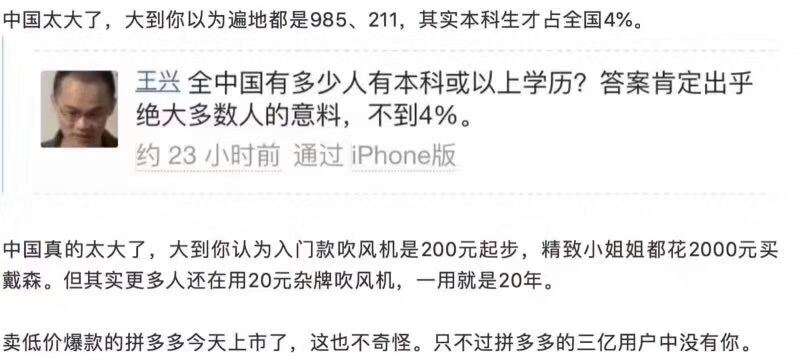 中国太大了，大到你以为遍地都是985、211，其实本科生才占全国4%。
王兴 全中国有多少人有本科或以上学历？答案肯定出乎
绝大多数人的意料，不到4%。
约 23 小时前 通过 iPhone版
中国真的太大了，大到你认为入门款吹风机是200元起步，精致小姐姐都花2000元买
戴森。但其实更多人还在用20元杂牌吹风机，一用就是20年。
卖低价爆款的拼多多今天上市了，这也不奇怪。只不过拼多多的三亿用户中没有你。